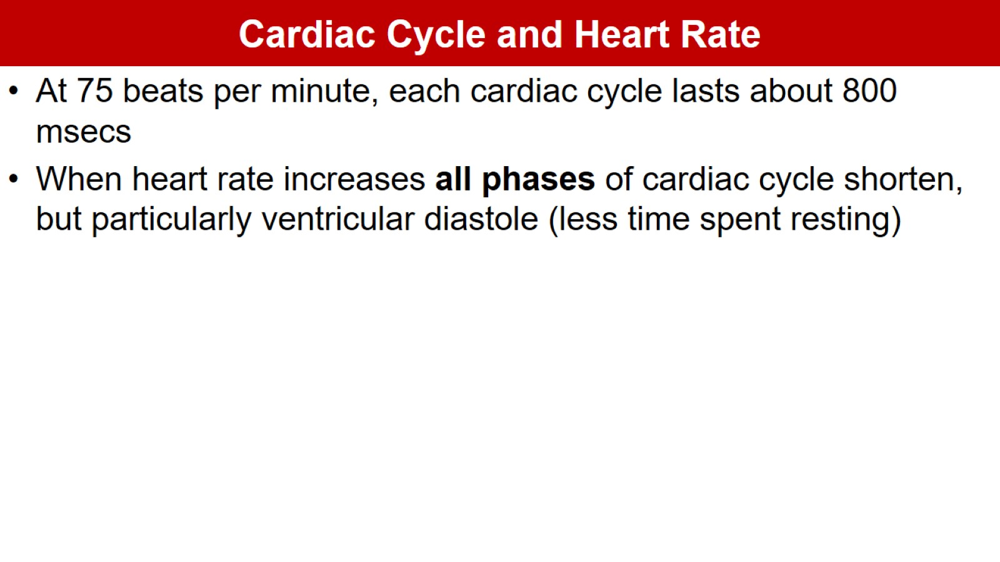 Cardiac Cycle and Heart Rate
• At 75 beats per minute, each cardiac cycle lasts about 800
msecs
• When heart rate increases all phases of cardiac cycle shorten,
but particularly ventricular diastole (less time spent resting)